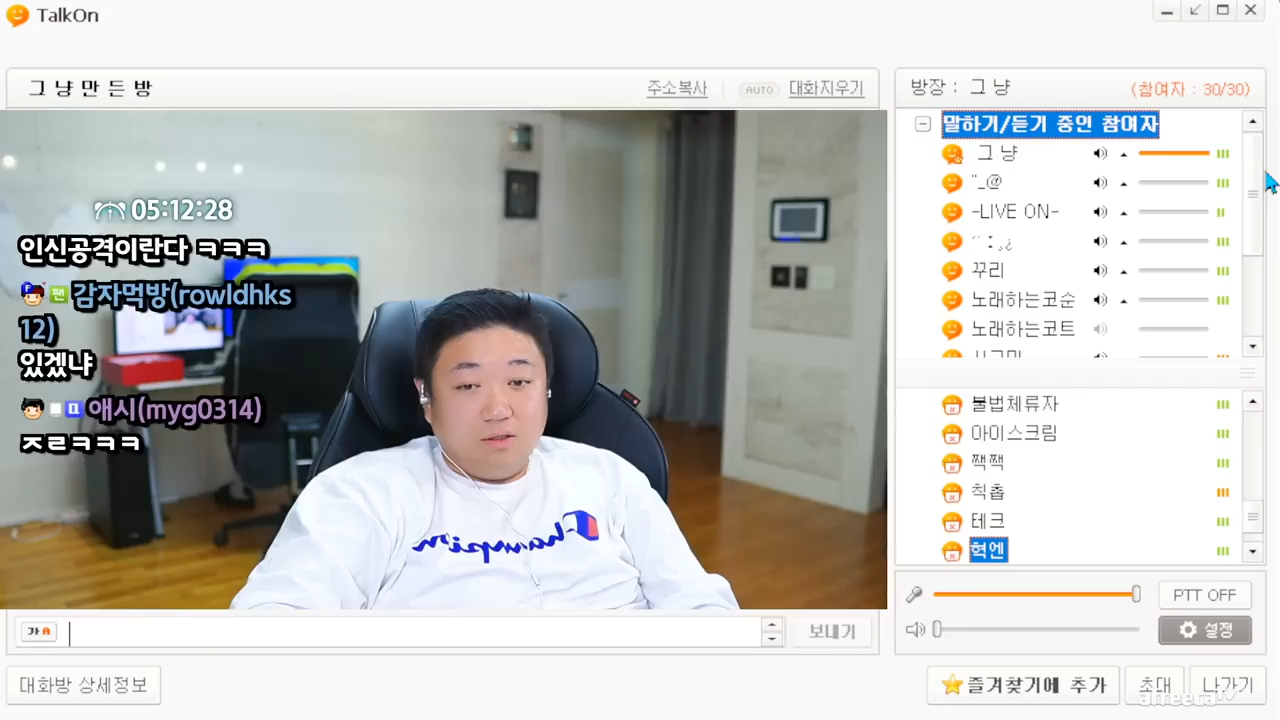 TalkOn
그 냥 만 든 방
주소복사
AUTO
대화지우기
05:12:28
인신공격이란다 ㅋㅋㅋ
감자먹방(rowldhks
12)
있겠냐
애시(myg0314)
ㅈㄹㅋㅋㅋ
Champion
방장 : 그 냥
(참여자 : 30/30)
말하기/듣기 중인 참여자
그 냥
"_@
-LIVE ON-
꾸리
노래하는코순
노래하는코트
불법체류자
아이스크림
짹짹
칙촙
테크
혁엔
가A
보내기
PTT OFF
설정
대화방 상세정보
즐겨찾기에 추가
초대
나가기
afreecaTV